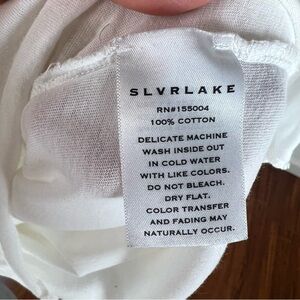 SLVRLAKE
RN#155004
100% COTTON
DELICATE MACHINE
WASH INSIDE OUT
IN COLD WATER
WITH LIKE COLORS.
DO NOT BLEACH.
DRY FLAT.
COLOR TRANSFER
AND FADING MAY
NATURALLY OCCUR.